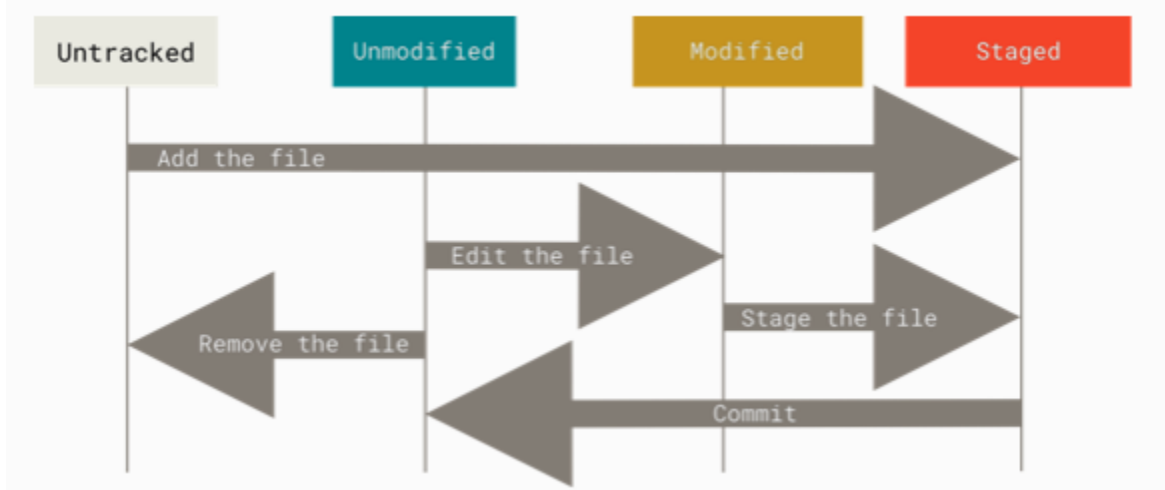 Untracked
Unmodified
Modified
Staged
Add the file
Edit the file
Stage the file
Remove the file
Commit